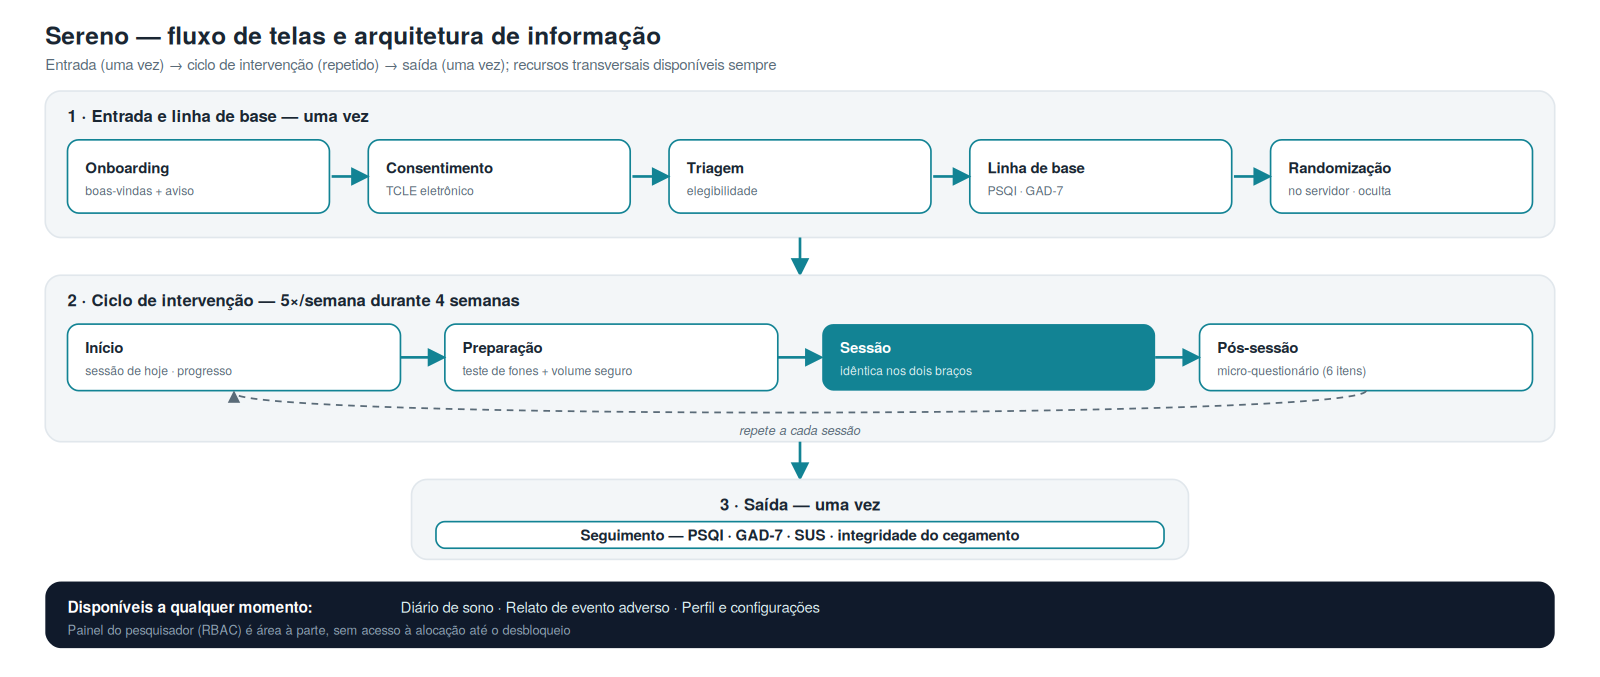 Sereno — fluxo de telas e arquitetura de informação
Entrada (uma vez) → ciclo de intervenção (repetido) → saída (uma vez); recursos transversais disponíveis sempre
1 · Entrada e linha de base — uma vez
Onboarding
boas-vindas + aviso
Consentimento
TCLE eletrônico
Triagem
elegibilidade
Linha de base
PSQI · GAD-7
Randomização
no servidor · oculta
2 · Ciclo de intervenção — 5×/semana durante 4 semanas
Início
sessão de hoje · progresso
Preparação
teste de fones + volume seguro
Sessão
idêntica nos dois braços
Pós-sessão
micro-questionário (6 itens)
repete a cada sessão
3 · Saída — uma vez
Seguimento — PSQI · GAD-7 · SUS · integridade do cegamento
Disponíveis a qualquer momento: Diário de sono · Relato de evento adverso · Perfil e configurações
Painel do pesquisador (RBAC) é área à parte, sem acesso à alocação até o desbloqueio